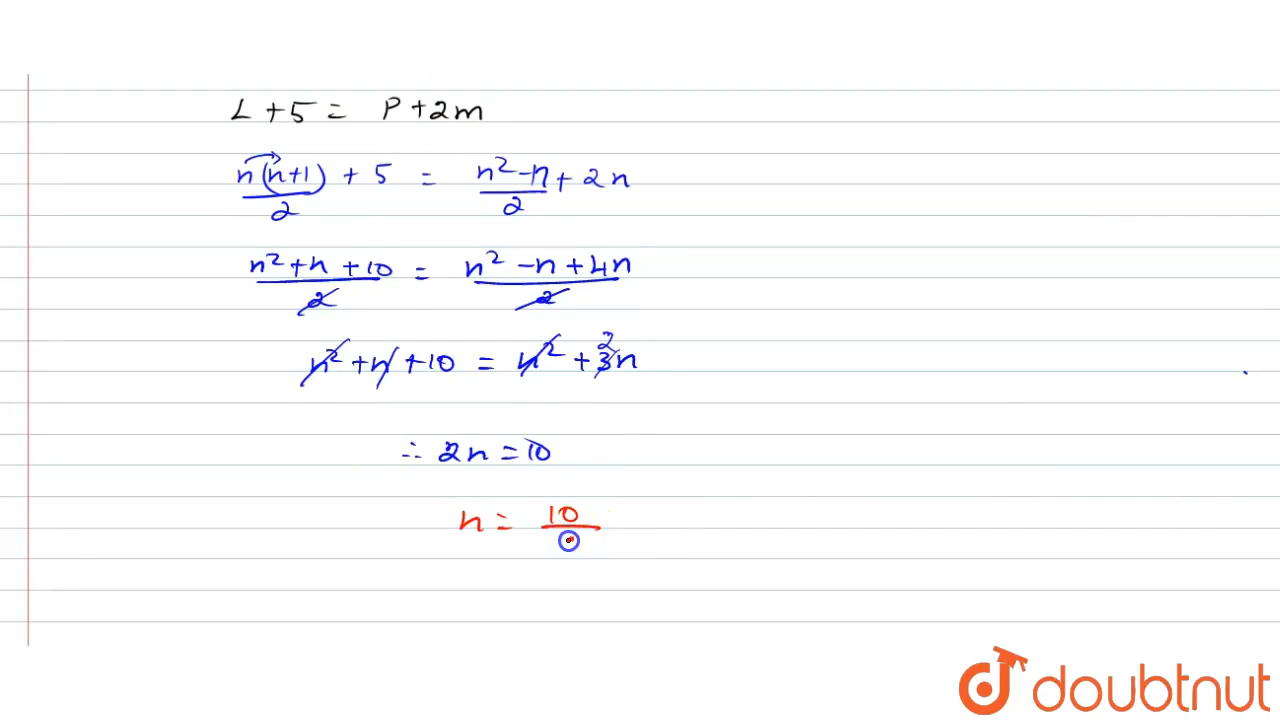 L + 5 = P + 2m
n(n+1)/2 + 5 = n² - n/2 + 2n
n² + n + 10/2 = n² - n + 4n/2
n² + n + 10 = n² + 3n 2
∴ 2n = 10
n = 10/
doubtnut